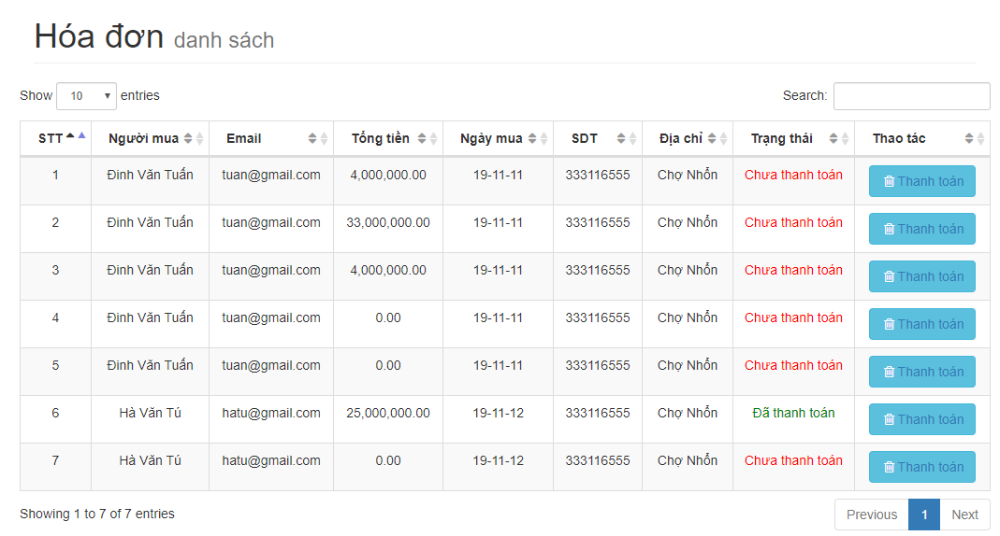 Hóa đơn danh sách
Show 10 entries Search:
STT Người mua Email Tổng tiền Ngày mua SDT Địa chỉ Trạng thái Thao tác
1 Đinh Văn Tuấn tuan@gmail.com 4,000,000.00 19-11-11 333116555 Chợ Nhổn Chưa thanh toán Thanh toán
2 Đinh Văn Tuấn tuan@gmail.com 33,000,000.00 19-11-11 333116555 Chợ Nhổn Chưa thanh toán Thanh toán
3 Đinh Văn Tuấn tuan@gmail.com 4,000,000.00 19-11-11 333116555 Chợ Nhổn Chưa thanh toán Thanh toán
4 Đinh Văn Tuấn tuan@gmail.com 0.00 19-11-11 333116555 Chợ Nhổn Chưa thanh toán Thanh toán
5 Đinh Văn Tuấn tuan@gmail.com 0.00 19-11-11 333116555 Chợ Nhổn Chưa thanh toán Thanh toán
6 Hà Văn Tú hatu@gmail.com 25,000,000.00 19-11-12 333116555 Chợ Nhổn Đã thanh toán Thanh toán
7 Hà Văn Tú hatu@gmail.com 0.00 19-11-12 333116555 Chợ Nhổn Chưa thanh toán Thanh toán
Showing 1 to 7 of 7 entries Previous 1 Next